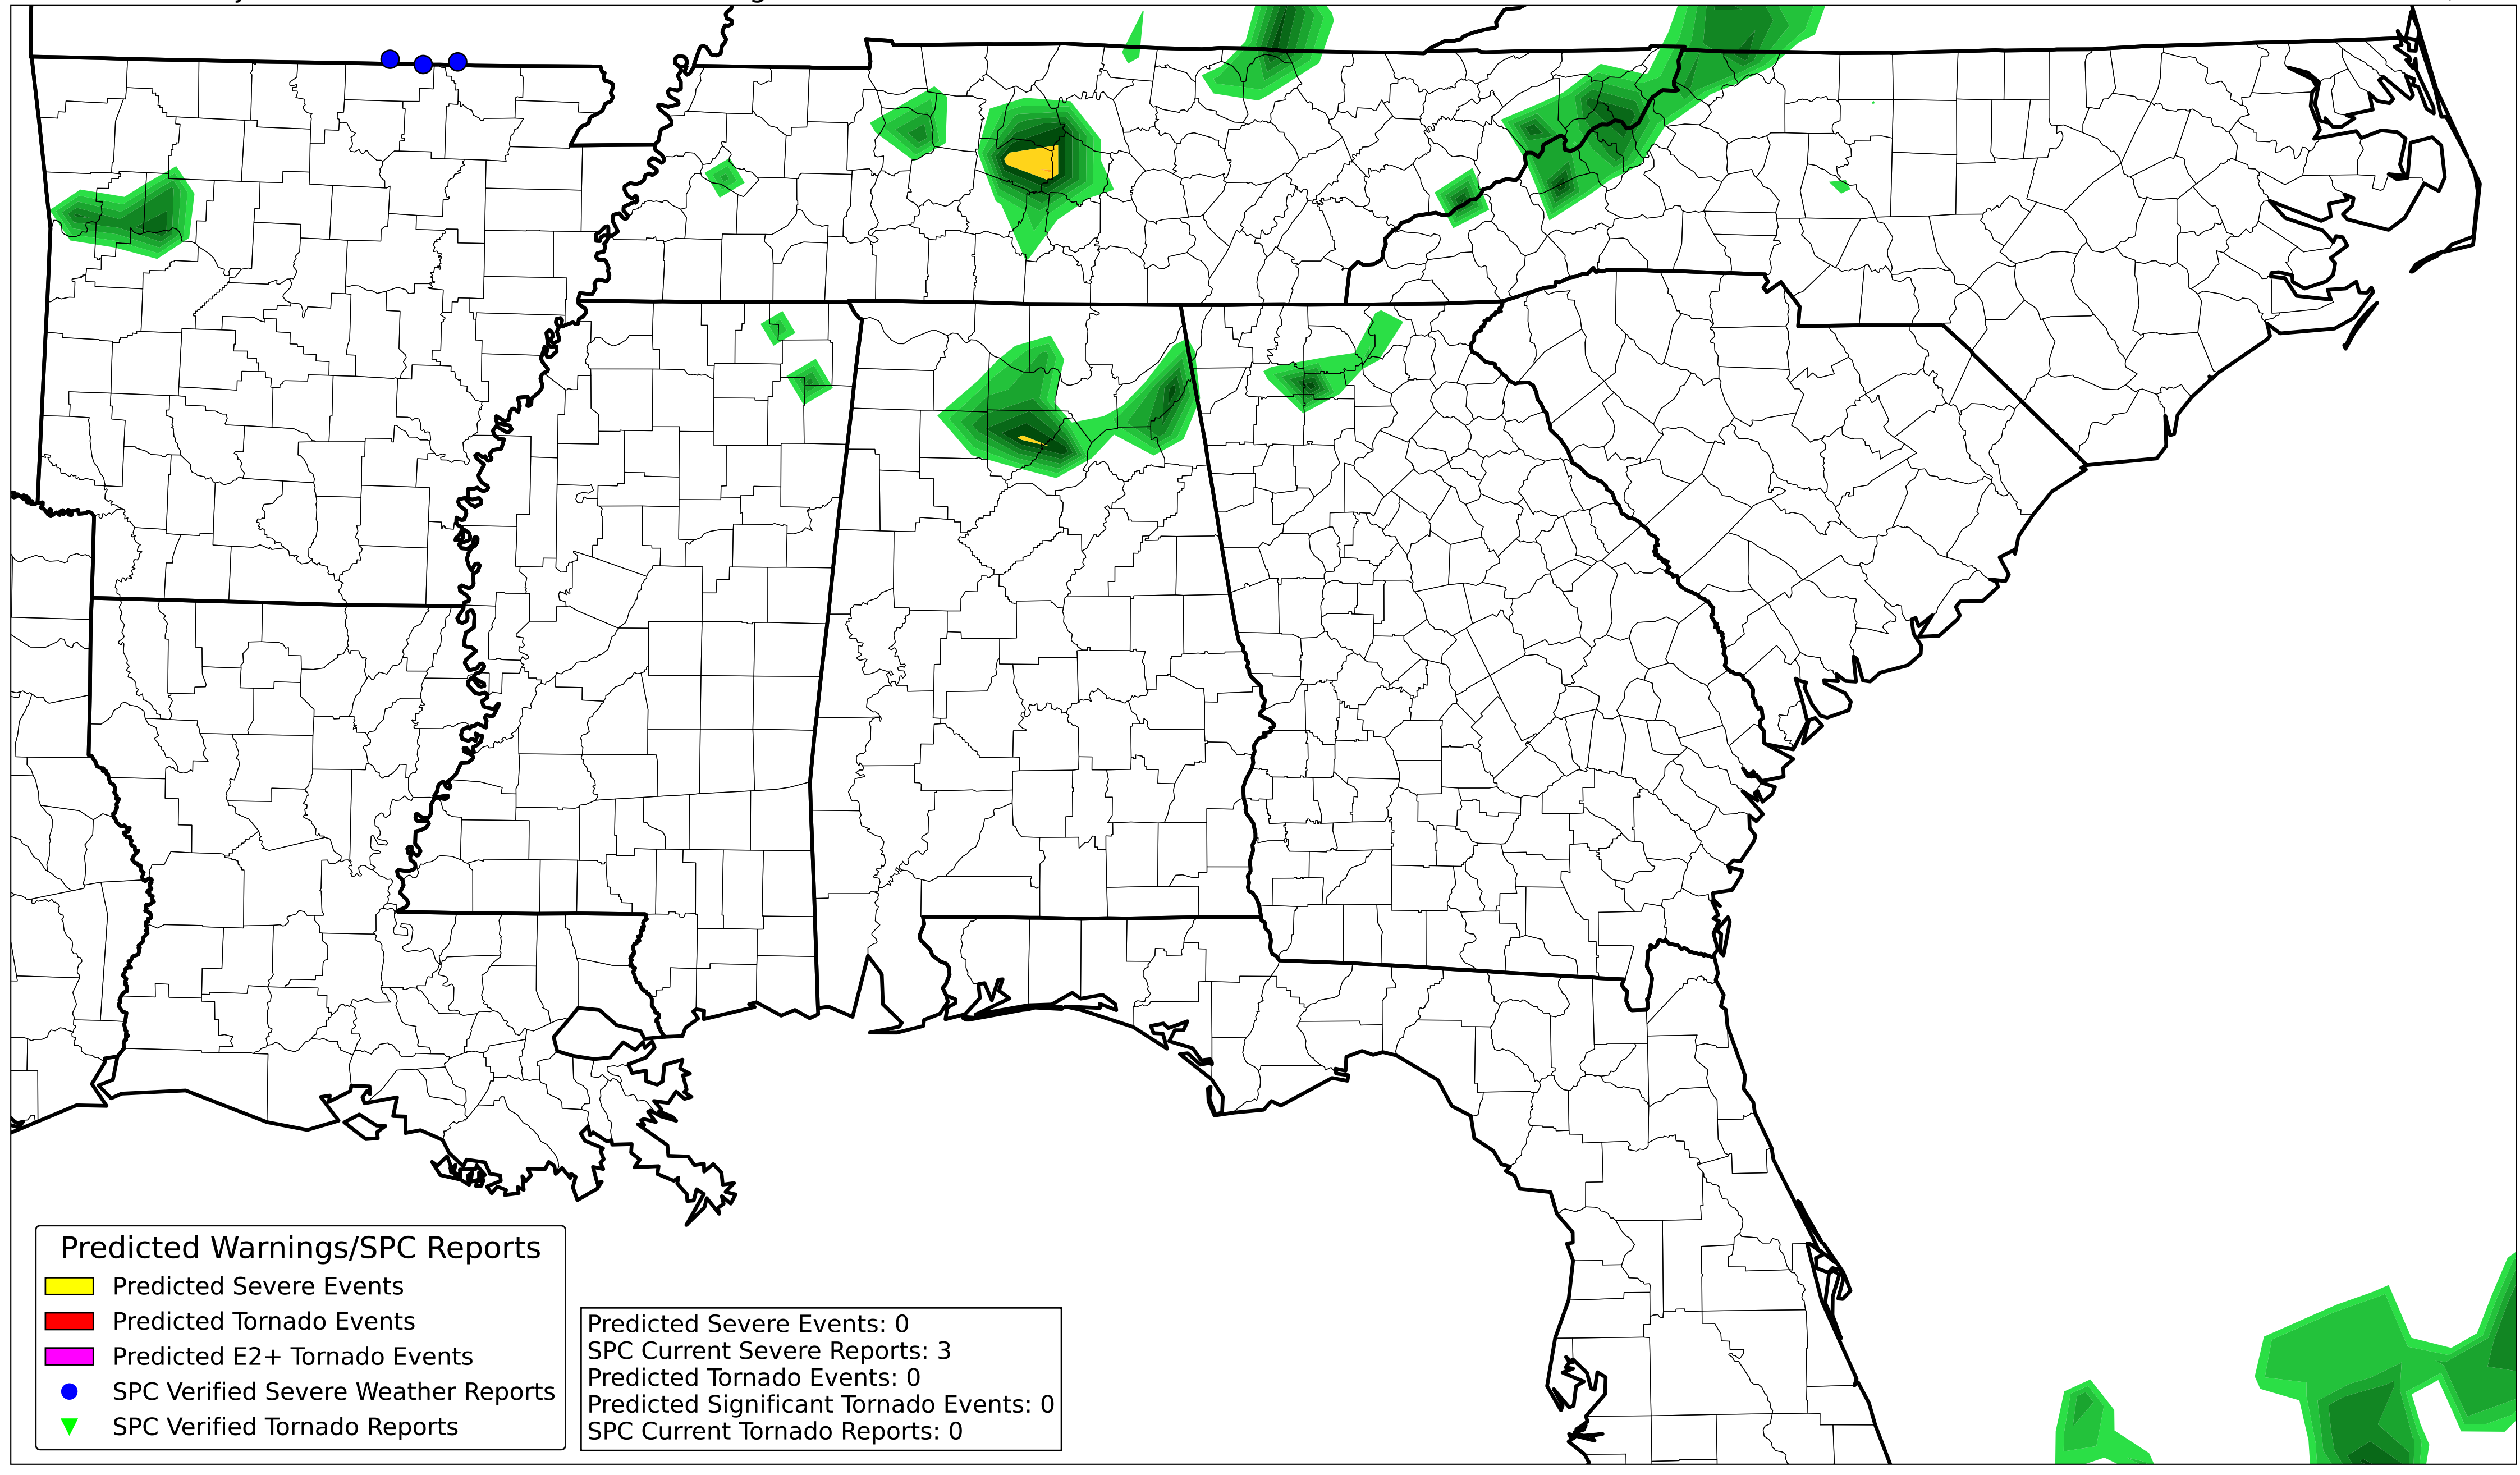 Predicted Warnings/SPC Reports
Predicted Severe Events
Predicted Tornado Events
Predicted E2+ Tornado Events
SPC Verified Severe Weather Reports
SPC Verified Tornado Reports
Predicted Severe Events: 0
SPC Current Severe Reports: 3
Predicted Tornado Events: 0
Predicted Significant Tornado Events: 0
SPC Current Tornado Reports: 0